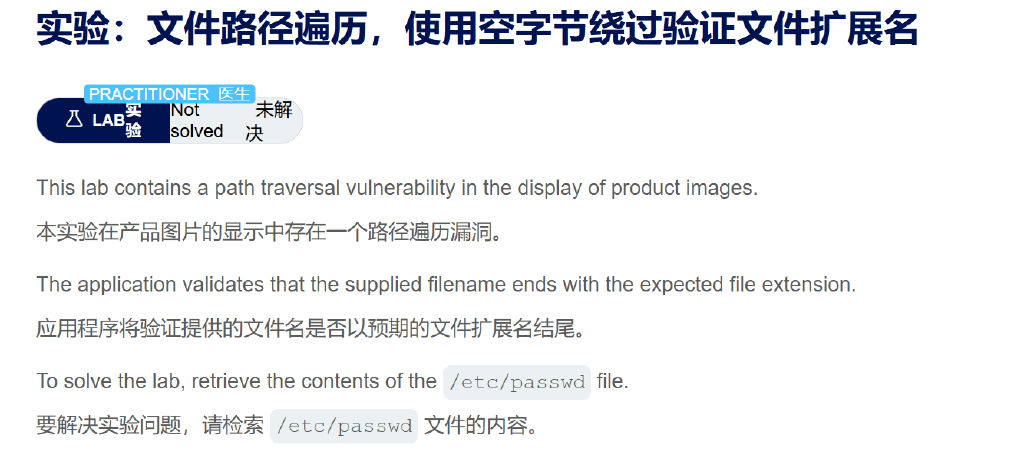 实验：文件路径遍历，使用空字节绕过验证文件扩展名
PRACTITIONER 医生
LAB实验
Not solved
未解决
This lab contains a path traversal vulnerability in the display of product images.
本实验在产品图片的显示中存在一个路径遍历漏洞。
The application validates that the supplied filename ends with the expected file extension.
应用程序将验证提供的文件名是否以预期的文件扩展名结尾。
To solve the lab, retrieve the contents of the /etc/passwd file.
要解决实验问题，请检索 /etc/passwd 文件的内容。